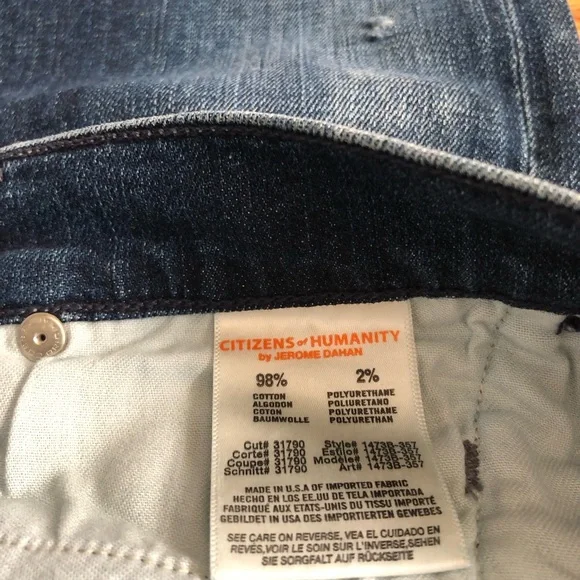 CITIZENS of HUMANITY
by JEROME DAHAN
98% 2%
COTTON POLYURETHANE
ALGODON POLIURETANO
COTON POLYURETHANE
BAUMWOLLE POLYURETHAN
Cut# 31790 Style# 1473B-357
Corte# 31790 Estilo# 1473B-357
Coupe# 31790 Modèle# 1473B-357
Schnitt# 31790 Art# 1473B-357
MADE IN U.S.A OF IMPORTED FABRIC
HECHO EN LOS EE.UU DE TELA IMPORTADA
FABRIQUÉ AUX ETATS-UNIS DU TISSU IMPORTÉ
GEBILDET IN USA DES IMPORTIERTEN GEWEBES
SEE CARE ON REVERSE, VEA EL CUIDADO EN
REVES,VOIR LE SOIN SUR L'INVERSE,SEHEN
SIE SORGFALT AUF RÜCKSEITE